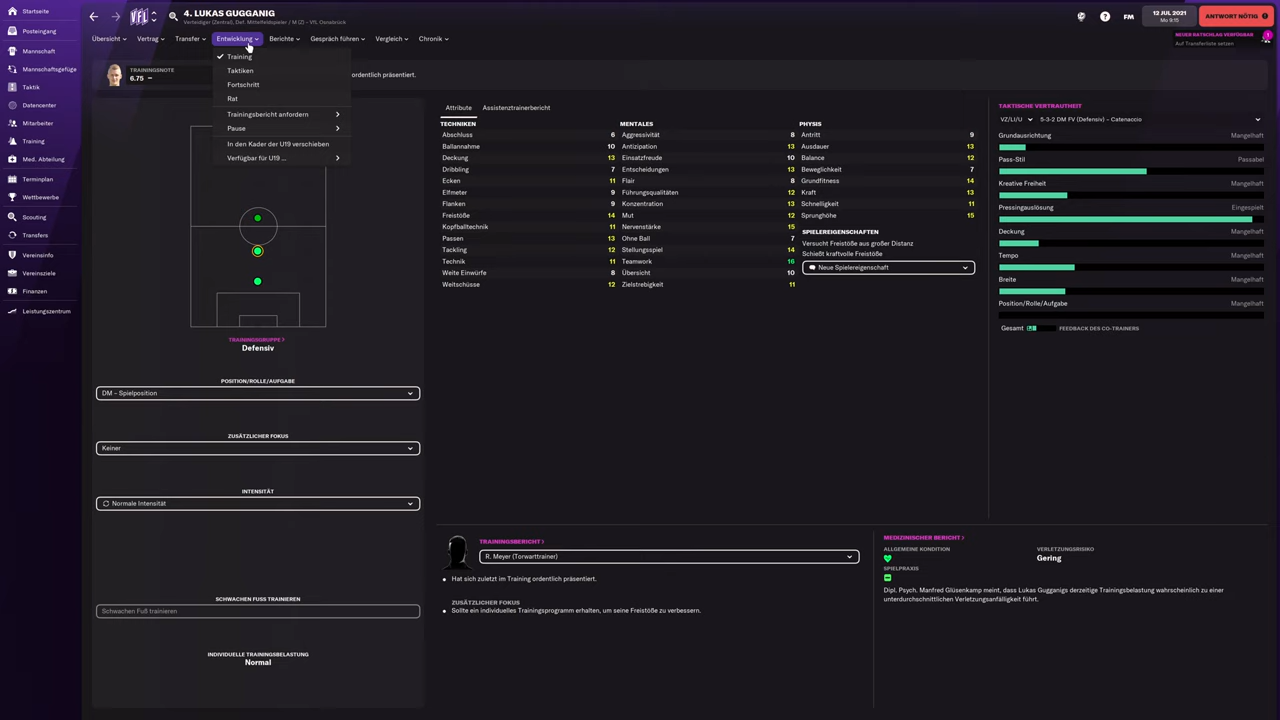 Startseite
Posteingang
Mannschaft
Mannschaftsgefüge
Taktik
Datencenter
Mitarbeiter
Training
Med. Abteilung
Terminplan
Wettbewerbe
Scouting
Transfers
Vereinsinfo
Vereinsziele
Finanzen
Leistungszentrum
VFL
4. LUKAS GUGGANIG
Verteidiger (Zentral), Def. Mittelfeldspieler / M (Z) - VfL Osnabrück
FM
12 JUL 2021
Mo 9:15
ANTWORT NÖTIG
NEUER RATSCHLAG VERFÜGBAR
Auf Transferliste setzen
1
Übersicht Vertrag Transfer Entwicklung Berichte Gespräch führen Vergleich Chronik
Training
Taktiken
Fortschritt
Rat
Trainingsbericht anfordern
Pause
In den Kader der U19 verschieben
Verfügbar für U19 ...
TRAININGSNOTE
6.75 –
ordentlich präsentiert.
TRAININGSGRUPPE
Defensiv
POSITION/ROLLE/AUFGABE
DM – Spielposition
ZUSÄTZLICHER FOKUS
Keiner
INTENSITÄT
Normale Intensität
SCHWACHEN FUSS TRAINIEREN
Schwachen Fuß trainieren
INDIVIDUELLE TRAININGSBELASTUNG
Normal
Attribute Assistenztrainerbericht
TECHNIKEN
Abschluss 6
Ballannahme 10
Deckung 13
Dribbling 7
Ecken 11
Elfmeter 9
Flanken 9
Freistöße 14
Kopfballtechnik 11
Passen 13
Tackling 12
Technik 11
Weite Einwürfe 8
Weitschüsse 12
MENTALES
Aggressivität 8
Antizipation 13
Einsatzfreude 10
Entscheidungen 13
Flair 8
Führungsqualitäten 12
Konzentration 13
Mut 12
Nervenstärke 15
Ohne Ball 7
Stellungsspiel 14
Teamwork 16
Übersicht 10
Zielstrebigkeit 11
PHYSIS
Antritt 9
Ausdauer 13
Balance 12
Beweglichkeit 7
Grundfitness 14
Kraft 13
Schnelligkeit 11
Sprunghöhe 15
SPIELEREIGENSCHAFTEN
Versucht Freistöße aus großer Distanz
Schießt kraftvolle Freistöße
Neue Spielereigenschaft
TAKTISCHE VERTRAUTHEIT
VZ/LI/U 5-3-2 DM FV (Defensiv) – Catenaccio
Grundausrichtung Mangelhaft
Pass-Stil Passabel
Kreative Freiheit Mangelhaft
Pressingauslösung Eingespielt
Deckung Mangelhaft
Tempo Mangelhaft
Breite Mangelhaft
Position/Rolle/Aufgabe Mangelhaft
Gesamt FEEDBACK DES CO-TRAINERS
TRAININGSBERICHT
R. Meyer (Torwarttrainer)
Hat sich zuletzt im Training ordentlich präsentiert.
ZUSÄTZLICHER FOKUS
Sollte ein individuelles Trainingsprogramm erhalten, um seine Freistöße zu verbessern.
MEDIZINISCHER BERICHT
ALLGEMEINE KONDITION
VERLETZUNGSRISIKO
Gering
SPIELPRAXIS
Dipl. Psych. Manfred Glüsenkamp meint, dass Lukas Gugganigs derzeitige Trainingsbelastung wahrscheinlich zu einer
unterdurchschnittlichen Verletzungsanfälligkeit führt.